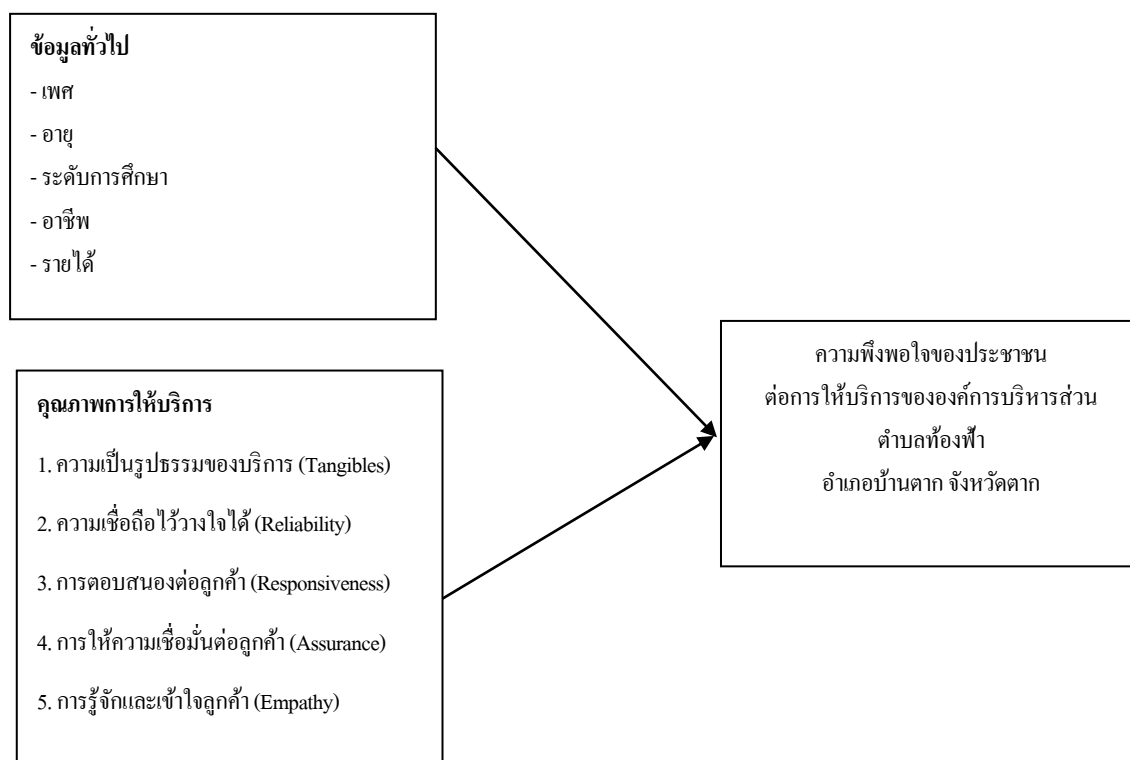 ข้อมูลทั่วไป
- เพศ
- อายุ
- ระดับการศึกษา
- อาชีพ
- รายได้
คุณภาพการให้บริการ
1. ความเป็นรูปธรรมของบริการ (Tangibles)
2. ความเชื่อถือไว้วางใจได้ (Reliability)
3. การตอบสนองต่อลูกค้า (Responsiveness)
4. การให้ความเชื่อมั่นต่อลูกค้า (Assurance)
5. การรู้จักและเข้าใจลูกค้า (Empathy)
ความพึงพอใจของประชาชน
ต่อการให้บริการขององค์การบริหารส่วน
ตำบลท้องฟ้า
อำเภอบ้านตาก จังหวัดตาก